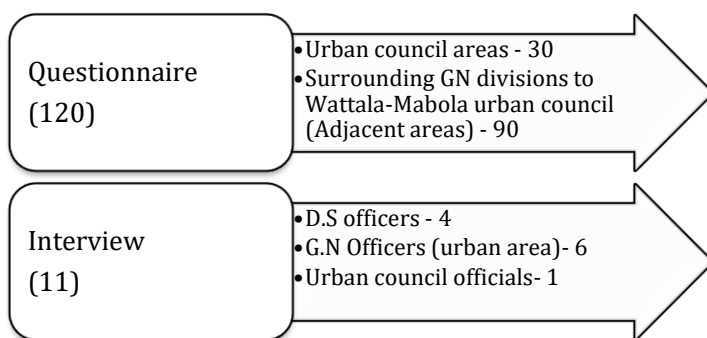 Questionnaire
(120)
•Urban council areas - 30
•Surrounding GN divisions to
Wattala-Mabola urban council
(Adjacent areas) - 90
Interview
(11)
•D.S officers - 4
•G.N Officers (urban area)- 6
•Urban council officials- 1